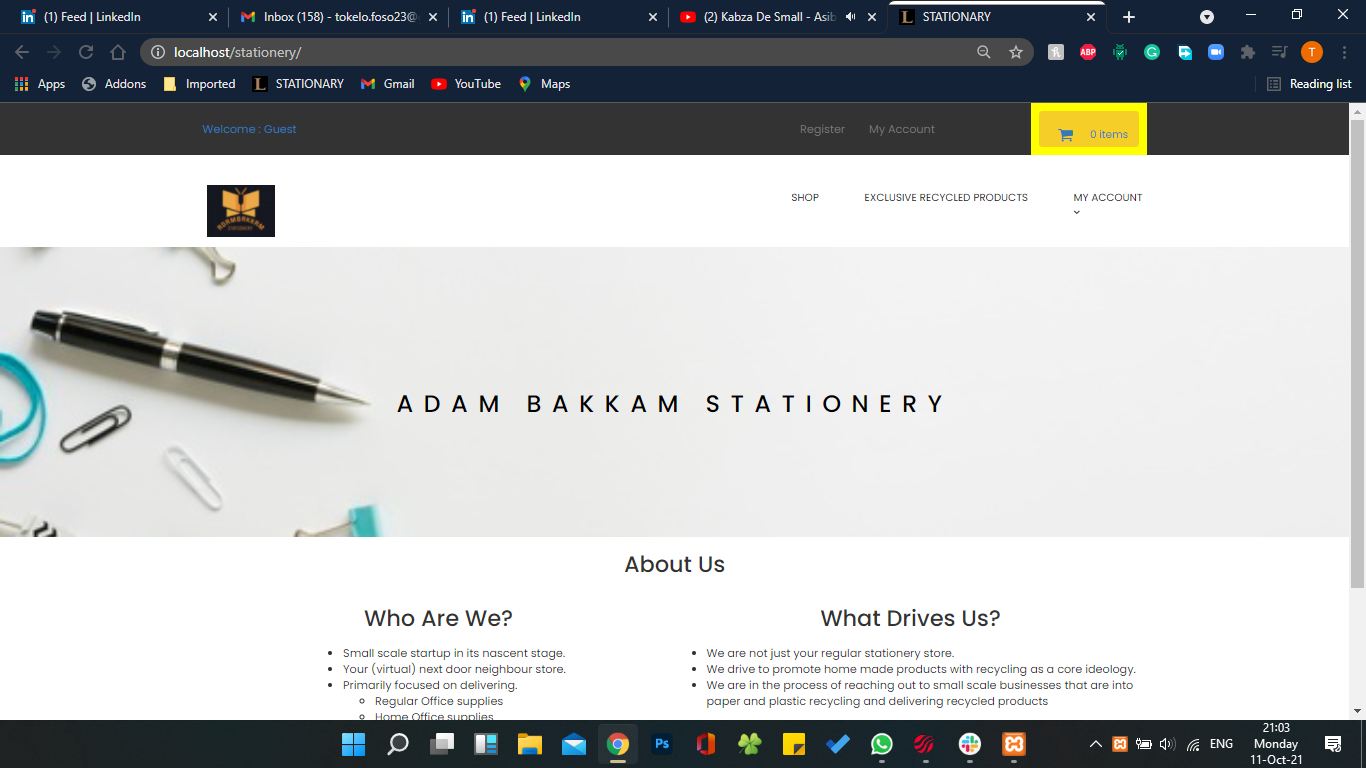 (1) Feed | LinkedIn
Inbox (158) - tokelo.foso23@
(1) Feed | LinkedIn
(2) Kabza De Small - Asib
STATIONARY
localhost/stationery/
Apps
Addons
Imported
STATIONARY
Gmail
YouTube
Maps
Reading list
Welcome : Guest
Register
My Account
0 items
SHOP
EXCLUSIVE RECYCLED PRODUCTS
MY ACCOUNT
ADAM BAKKAM STATIONERY
About Us
Who Are We?
Small scale startup in its nascent stage.
Your (virtual) next door neighbour store.
Primarily focused on delivering.
Regular Office supplies
Home Office supplies
What Drives Us?
We are not just your regular stationery store.
We drive to promote home made products with recycling as a core ideology.
We are in the process of reaching out to small scale businesses that are into
paper and plastic recycling and delivering recycled products
ENG
21:03
Monday
11-Oct-21